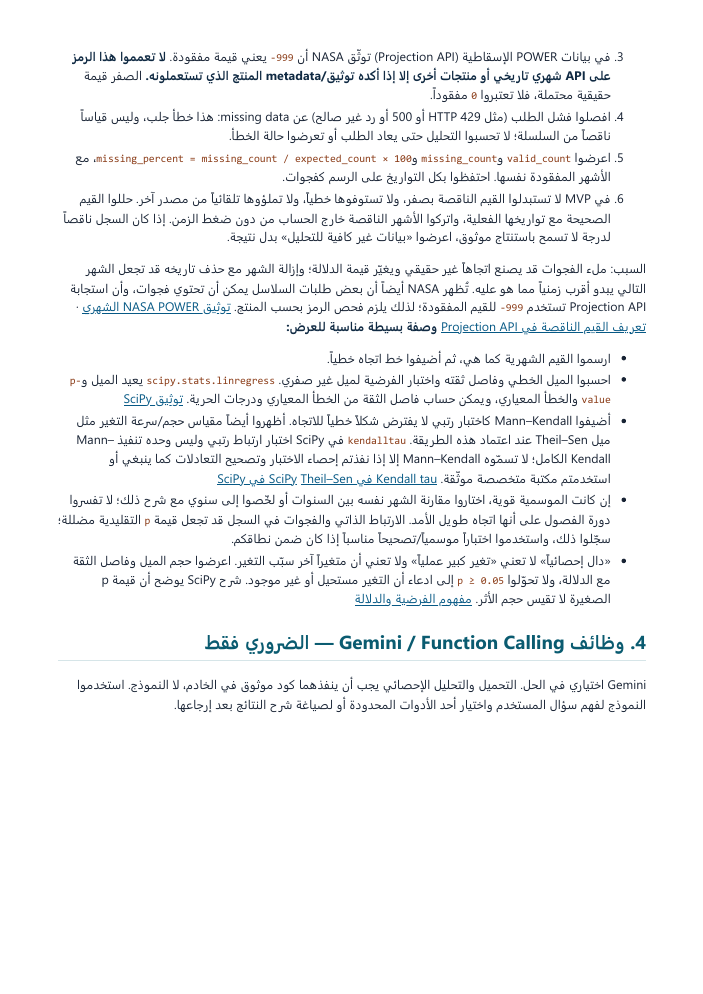 3. في بيانات POWER الإسقاطية (Projection API) توثّق NASA أن 999- يعني قيمة مفقودة. لا تعمموا هذا الرمز
على API شهري تاريخي أو منتجات أخرى إلا إذا أكده توثيق/metadata المنتج الذي تستعملونه. الصفر قيمة
حقيقية محتملة، فلا تعتبروا 0 مفقوداً.
4. افصلوا فشل الطلب (مثل HTTP 429 أو 500 أو رد غير صالح) عن missing data: هذا خطأ جلب، وليس قياساً
ناقصاً من السلسلة؛ لا تحسبوا التحليل حتى يعاد الطلب أو تعرضوا حالة الخطأ.
5. اعرضوا valid_count وmissing_count وmissing_percent = missing_count / expected_count × 100، مع
الأشهر المفقودة نفسها. احتفظوا بكل التواريخ على الرسم كفجوات.
6. في MVP لا تستبدلوا القيم الناقصة بصفر، ولا تستوفوها خطياً، ولا تملؤوها تلقائياً من مصدر آخر. حللوا القيم
الصحيحة مع تواريخها الفعلية، واتركوا الأشهر الناقصة خارج الحساب من دون ضغط الزمن. إذا كان السجل ناقصاً
لدرجة لا تسمح باستنتاج موثوق، اعرضوا «بيانات غير كافية للتحليل» بدل نتيجة.
السبب: ملء الفجوات قد يصنع اتجاهاً غير حقيقي ويغيّر قيمة الدلالة؛ وإزالة الشهر مع حذف تاريخه قد تجعل الشهر
التالي يبدو أقرب زمنياً مما هو عليه. تُظهر NASA أيضاً أن بعض طلبات السلاسل يمكن أن تحتوي فجوات، وأن استجابة
Projection API تستخدم 999- للقيم المفقودة؛ لذلك يلزم فحص الرمز بحسب المنتج. توثيق NASA POWER الشهري ·
تعريف القيم الناقصة في Projection API وصفة بسيطة مناسبة للعرض:
• ارسموا القيم الشهرية كما هي، ثم أضيفوا خط اتجاه خطياً.
• احسبوا الميل الخطي وفاصل ثقته واختبار الفرضية لميل غير صفري. scipy.stats.linregress يعيد الميل وp-
value والخطأ المعياري، ويمكن حساب فاصل الثقة من الخطأ المعياري ودرجات الحرية. توثيق SciPy
• أضيفوا Mann–Kendall كاختبار رتبي لا يفترض شكلاً خطياً للاتجاه. أظهروا أيضاً مقياس حجم/سرعة التغير مثل
ميل Theil–Sen عند اعتماد هذه الطريقة. kendalltau في SciPy اختبار ارتباط رتبي وليس وحده تنفيذ Mann–
Kendall الكامل؛ لا تسمّوه Mann–Kendall إلا إذا نفذتم إحصاء الاختبار وتصحيح التعادلات كما ينبغي أو
استخدمتم مكتبة متخصصة موثّقة. Kendall tau في SciPy Theil–Sen في SciPy
• إن كانت الموسمية قوية، اختاروا مقارنة الشهر نفسه بين السنوات أو لخّصوا إلى سنوي مع شرح ذلك؛ لا تفسروا
دورة الفصول على أنها اتجاه طويل الأمد. الارتباط الذاتي والفجوات في السجل قد تجعل قيمة p التقليدية مضللة؛
سجّلوا ذلك، واستخدموا اختباراً موسمياً/تصحيحاً مناسباً إذا كان ضمن نطاقكم.
• «دال إحصائياً» لا تعني «تغير كبير عملياً» ولا تعني أن متغيراً آخر سبّب التغير. اعرضوا حجم الميل وفاصل الثقة
مع الدلالة، ولا تحوّلوا p ≥ 0.05 إلى ادعاء أن التغير مستحيل أو غير موجود. شرح SciPy يوضح أن قيمة p
الصغيرة لا تقيس حجم الأثر. مفهوم الفرضية والدلالة
4. وظائف Gemini / Function Calling — الضروري فقط
Gemini اختياري في الحل. التحميل والتحليل الإحصائي يجب أن ينفذهما كود موثوق في الخادم، لا النموذج. استخدموا
النموذج لفهم سؤال المستخدم واختيار أحد الأدوات المحدودة أو لصياغة شرح النتائج بعد إرجاعها.